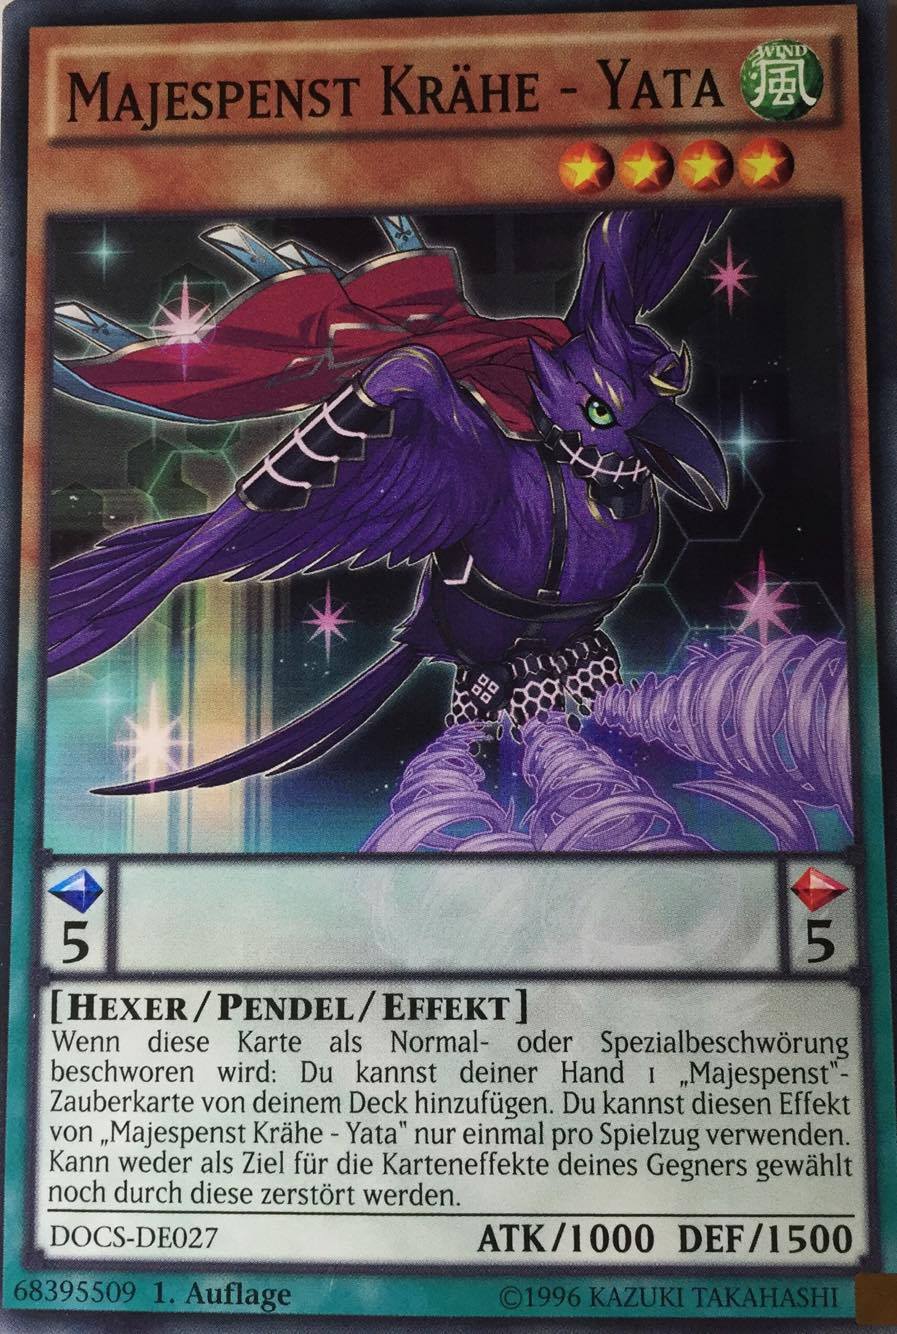 Majespenst Krähe - Yata
WIND
風
5
5
[Hexer/Pendel/Effekt]
Wenn diese Karte als Normal- oder Spezialbeschwörung
beschworen wird: Du kannst deiner Hand 1 „Majespenst"-
Zauberkarte von deinem Deck hinzufügen. Du kannst diesen Effekt
von „Majespenst Krähe - Yata" nur einmal pro Spielzug verwenden.
Kann weder als Ziel für die Karteneffekte deines Gegners gewählt
noch durch diese zerstört werden.
DOCS-DE027
ATK/1000 DEF/1500
68395509 1. Auflage
©1996 KAZUKI TAKAHASHI